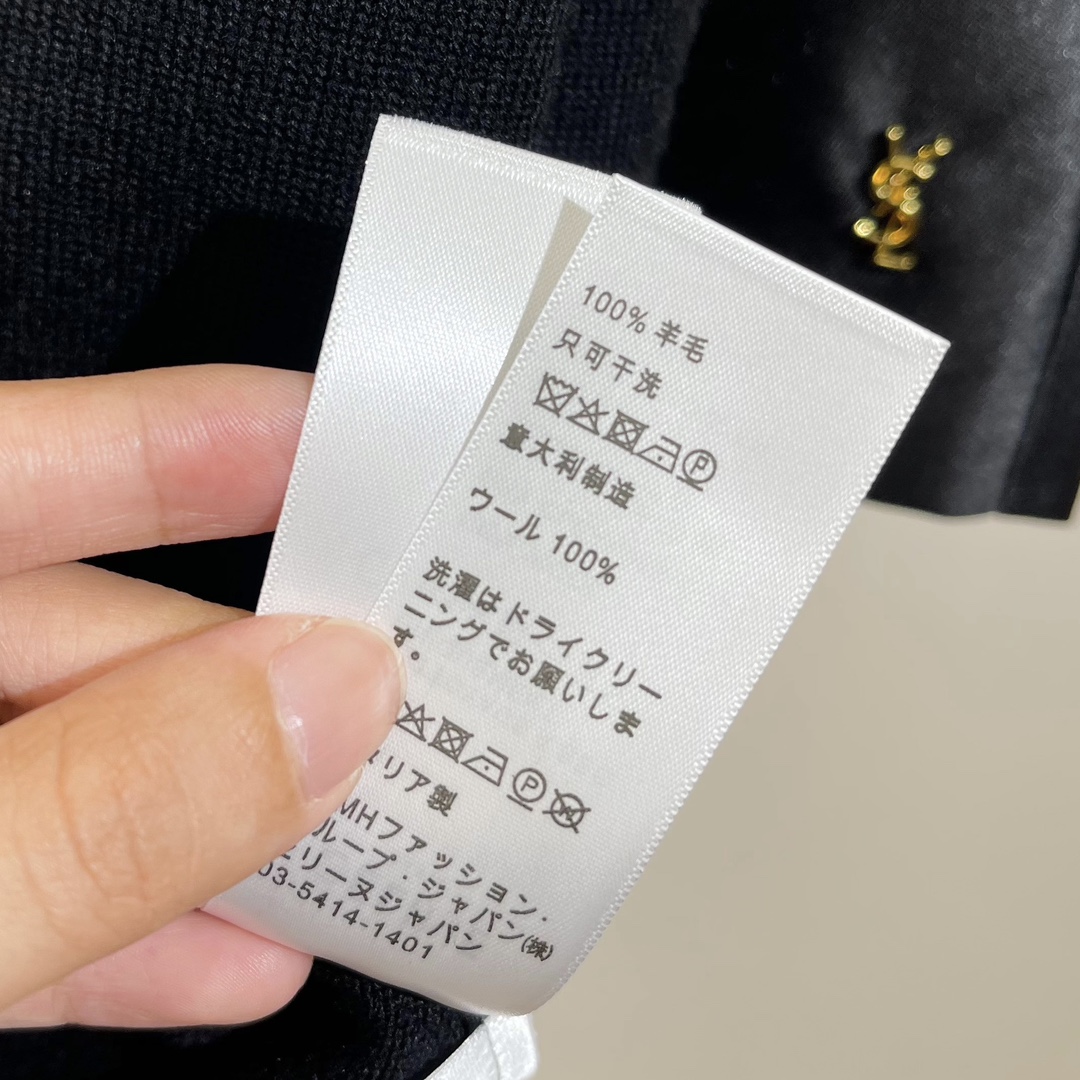 YSL
100% 羊毛
只可干洗
P
意大利制造
ウール 100%
洗濯はドライクリー
ニングでお願いしま
す。
P W
リア製
MHファッション・
ループ・ジャパン(株)
リーヌジャパン
03-5414-1401